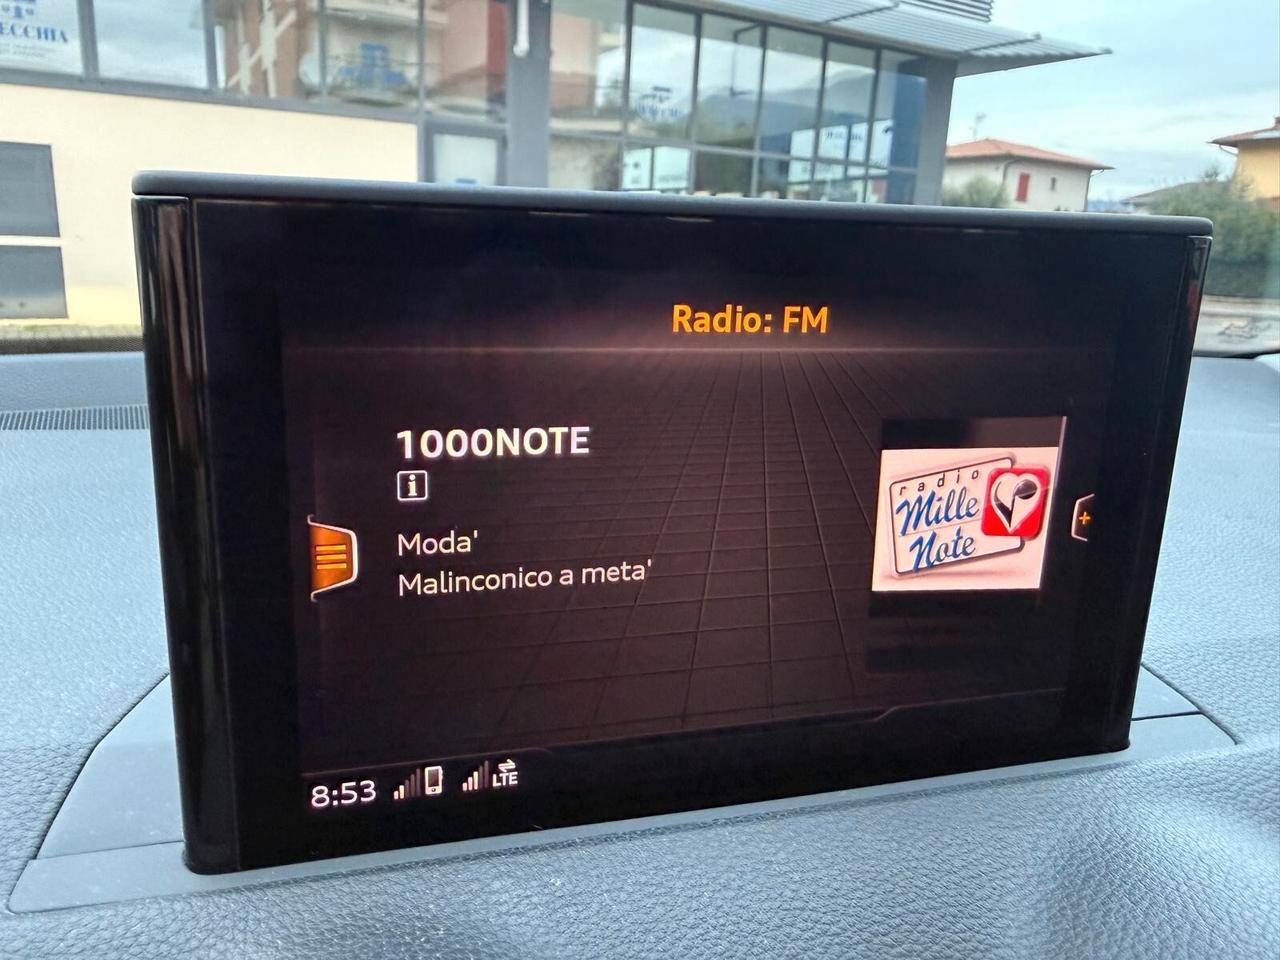 ECCHIA
Radio: FM
1000NOTE
i
Moda'
Malinconico a meta'
radio
Mille
Note
+
8:53
LTE